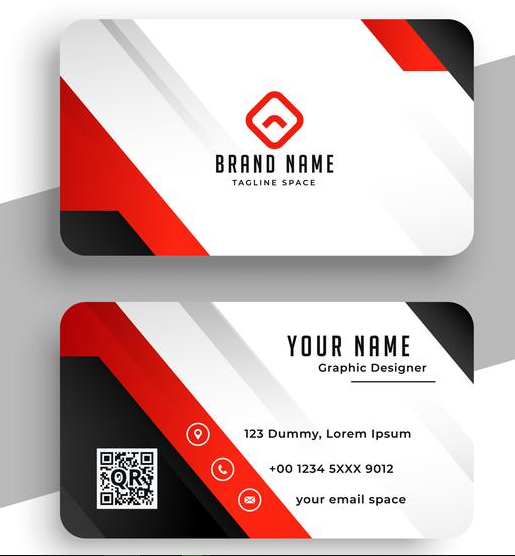 BRAND NAME
TAGLINE SPACE
YOUR NAME
Graphic Designer
123 Dummy, Lorem Ipsum
+00 1234 5XXX 9012
your email space
QR